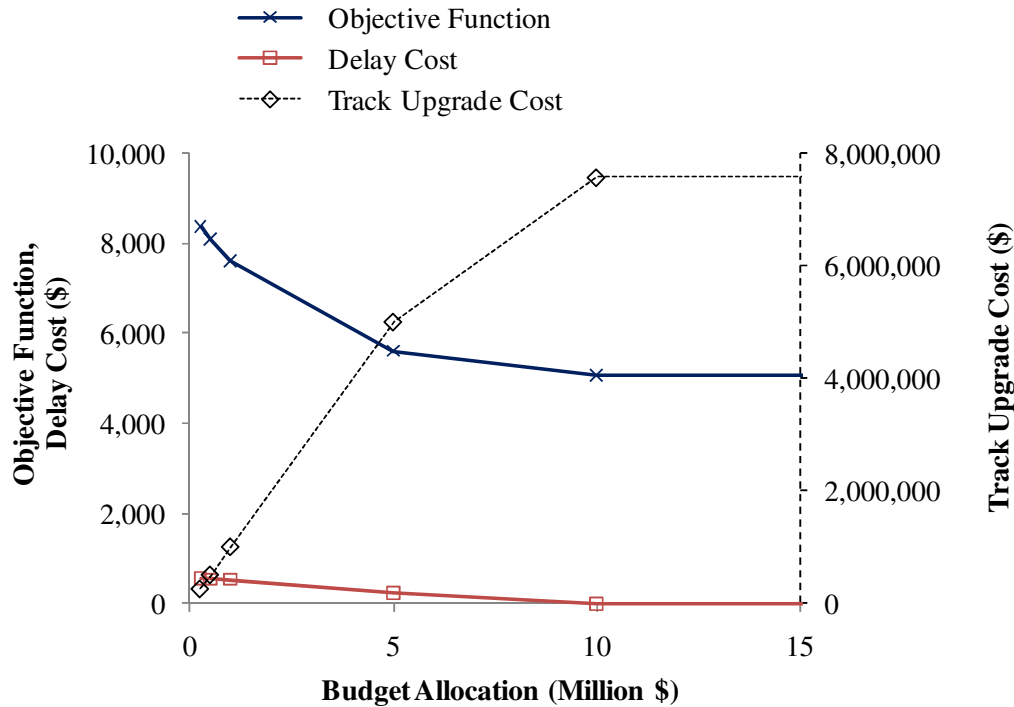 Objective Function
Delay Cost
Track Upgrade Cost
10,000
8,000
6,000
4,000
2,000
0
Objective Function,
Delay Cost ($)
8,000,000
6,000,000
4,000,000
2,000,000
0
Track Upgrade Cost ($)
0
5
10
15
Budget Allocation (Million $)